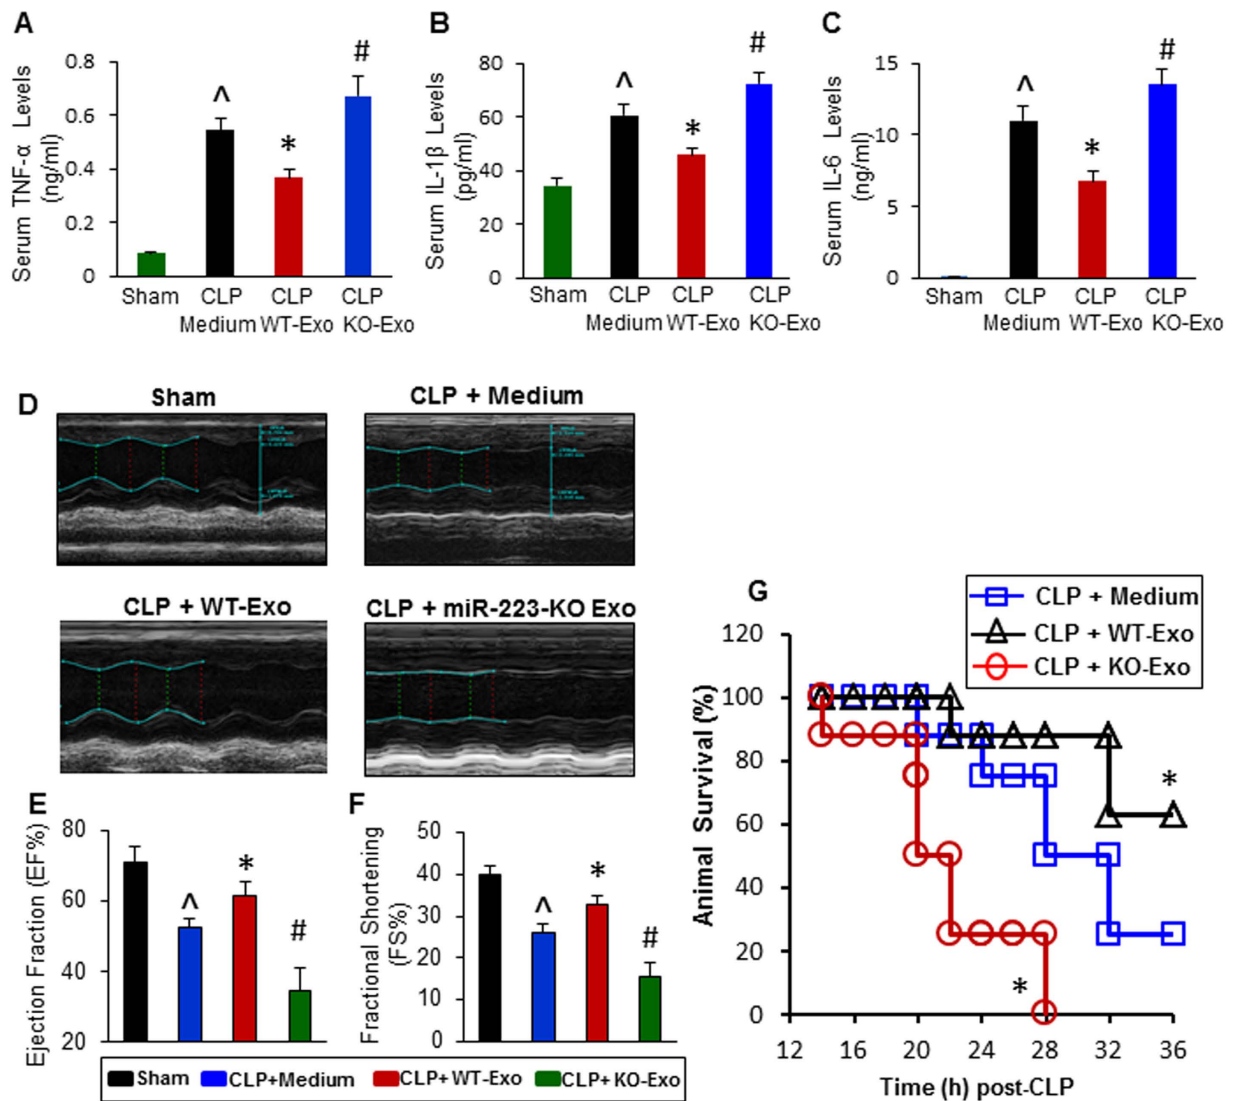 A
Serum TNF-α Levels
(ng/ml)
0.8
0.6
0.4
0.2
0
^
*
#
Sham CLP CLP CLP
Medium WT-Exo KO-Exo
B
Serum IL-1β Levels
(pg/ml)
80
60
40
20
0
^
*
#
Sham CLP CLP CLP
Medium WT-Exo KO-Exo
C
Serum IL-6 Levels
(ng/ml)
15
10
5
0
^
*
#
Sham CLP CLP CLP
Medium WT-Exo KO-Exo
D
Sham
CLP + Medium
CLP + WT-Exo
CLP + miR-223-KO Exo
E
Ejection Fraction (EF%)
80
60
40
20
^
*
#
F
Fractional Shortening
(FS%)
50
40
30
20
10
0
^
*
#
Sham CLP+Medium CLP+WT-Exo CLP+KO-Exo
G
CLP + Medium
CLP + WT-Exo
CLP + KO-Exo
Animal Survival (%)
120
100
80
60
40
20
0
*
*
12 16 20 24 28 32 36
Time (h) post-CLP